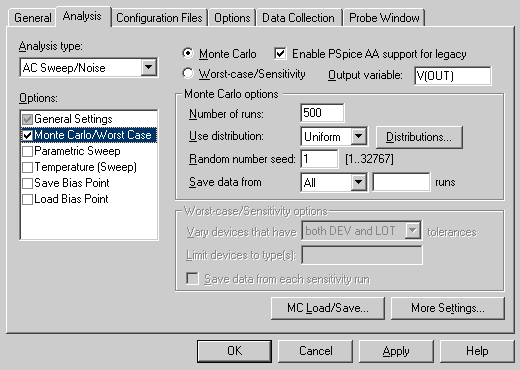 General Analysis Configuration Files Options Data Collection Probe Window
Analysis type:
AC Sweep/Noise
Options:
General Settings
Monte Carlo/Worst Case
Parametric Sweep
Temperature (Sweep)
Save Bias Point
Load Bias Point
Monte Carlo Enable PSpice AA support for legacy
Worst-case/Sensitivity Output variable: V(OUT)
Monte Carlo options
Number of runs: 500
Use distribution: Uniform Distributions...
Random number seed: 1 [1..32767]
Save data from All runs
Worst-case/Sensitivity options
Vary devices that have both DEV and LOT tolerances
Limit devices to type(s):
Save data from each sensitivity run
MC Load/Save... More Settings...
OK Cancel Apply Help